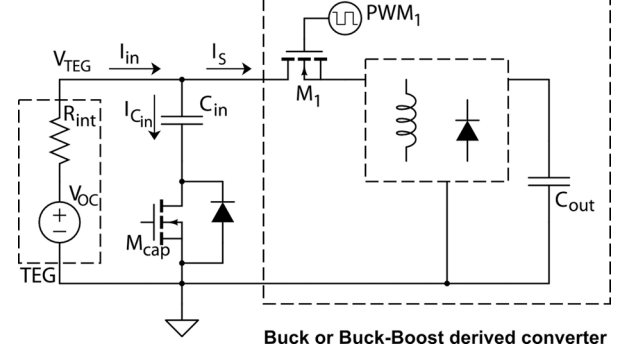 PWM1
VTEG
Iin
IS
M1
Rint
ICin
Cin
VOC
Mcap
Cout
TEG
Buck or Buck-Boost derived converter